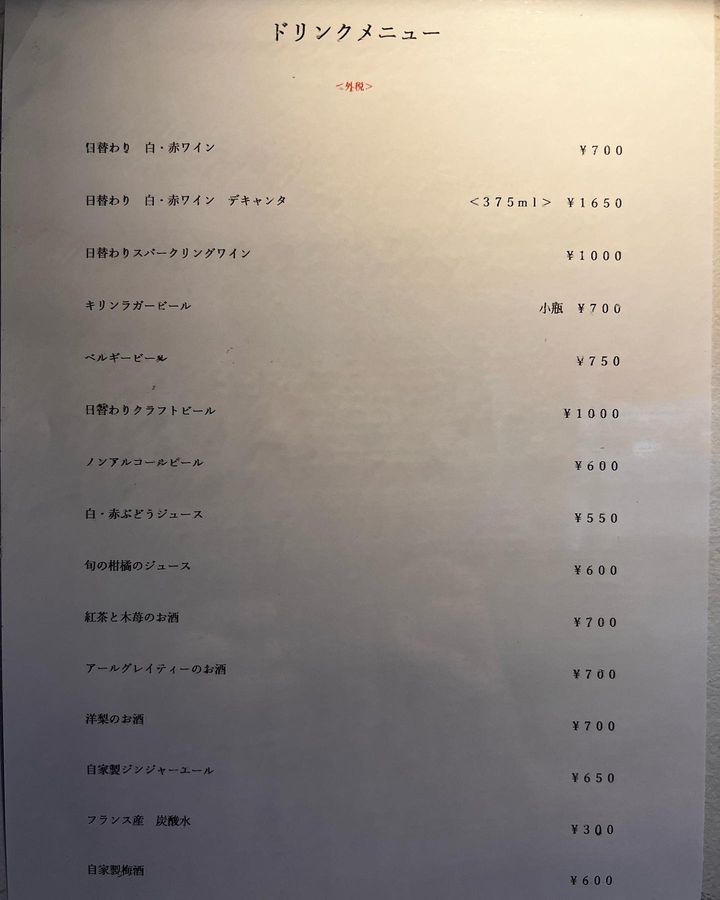 ドリンクメニュー
＜外税＞
日替わり　白・赤ワイン　￥７００
日替わり　白・赤ワイン　デキャンタ　＜３７５ｍｌ＞　￥１６５０
日替わりスパークリングワイン　￥１０００
キリンラガービール　小瓶　￥７００
ベルギービール　￥７５０
日替わりクラフトビール　￥１０００
ノンアルコールビール　￥６００
白・赤ぶどうジュース　￥５５０
旬の柑橘のジュース　￥６００
紅茶と木苺のお酒　￥７００
アールグレイティーのお酒　￥７００
洋梨のお酒　￥７００
自家製ジンジャーエール　￥６５０
フランス産　炭酸水　￥３００
自家製梅酒　￥６００